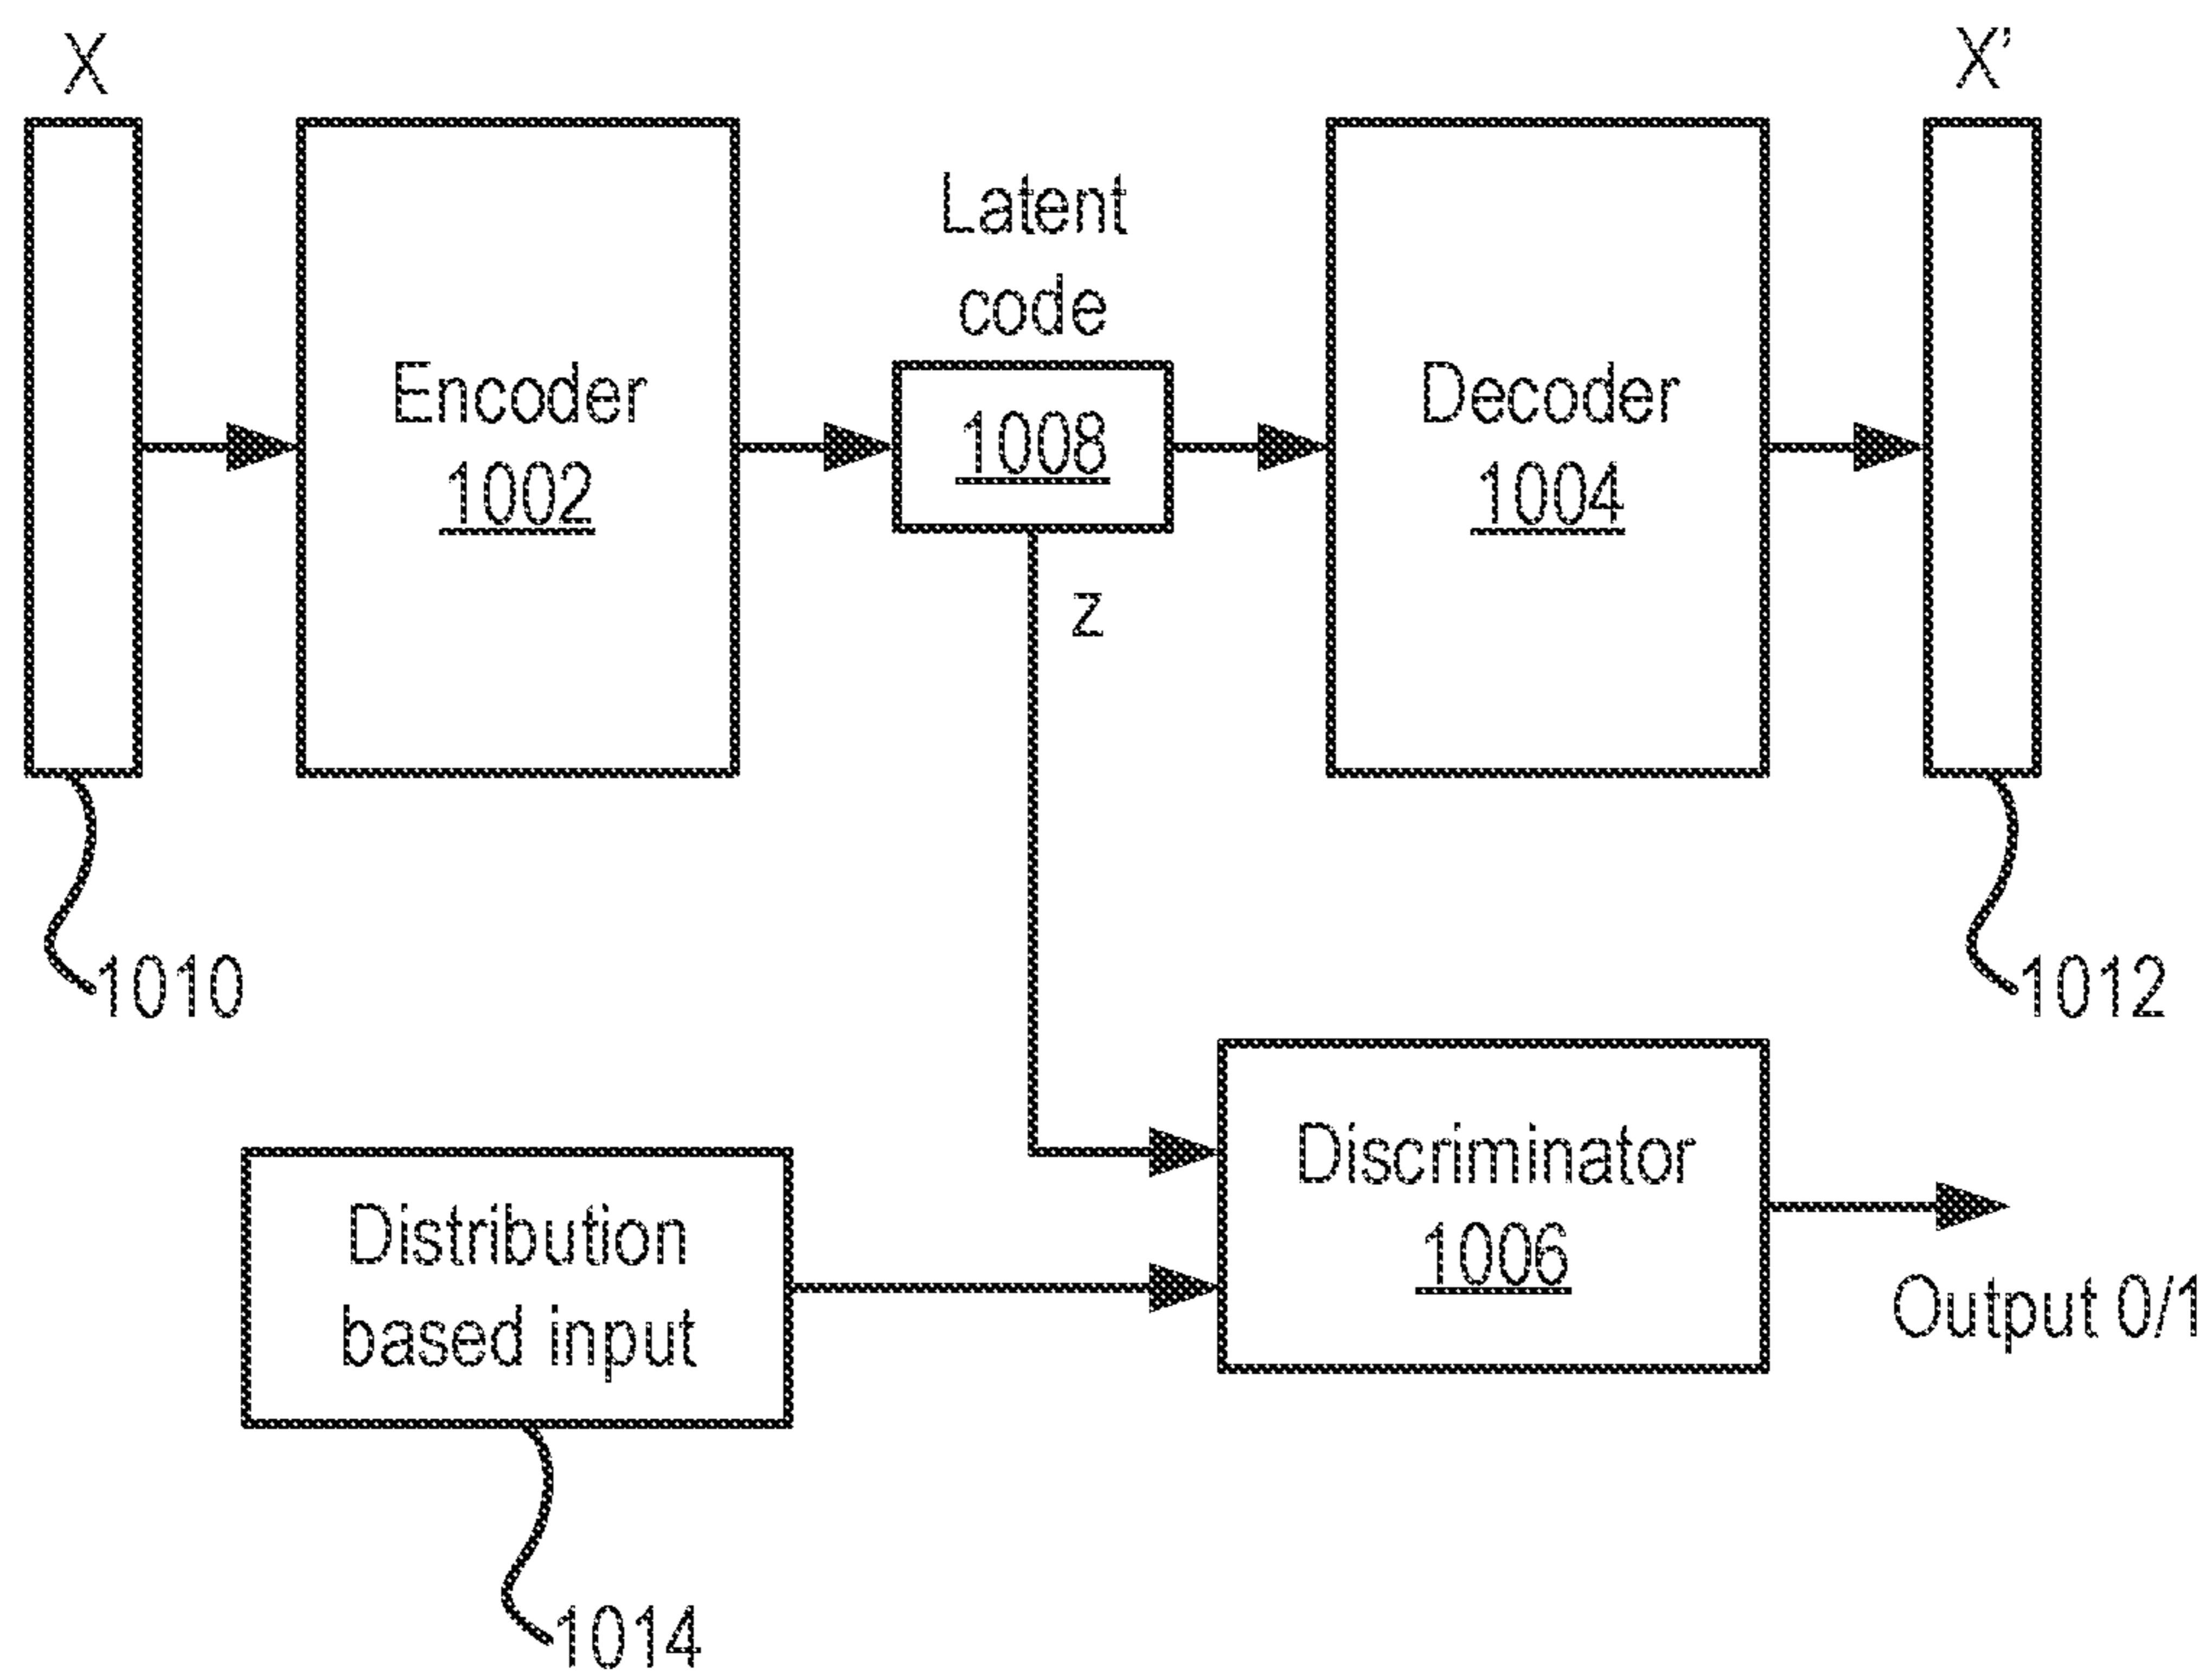 X
X'
Latent
code
Encoder
1002
1008
Decoder
1004
z
1010
1012
Discriminator
1006
Distribution
based input
Output 0/1
1014